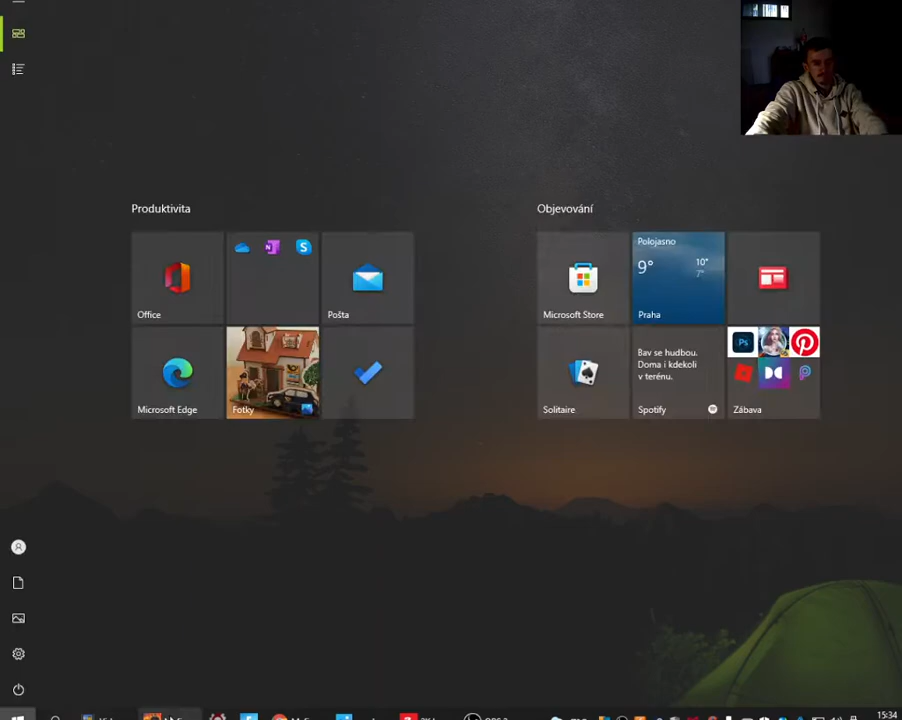 Produktivita
Objevování
Office
Pošta
Microsoft Edge
Fotky
Microsoft Store
Polojasno
9°
10°
7°
Praha
Solitaire
Bav se hudbou.
Doma i kdekoli
v terénu.
Spotify
Ps
Zábava
15:34